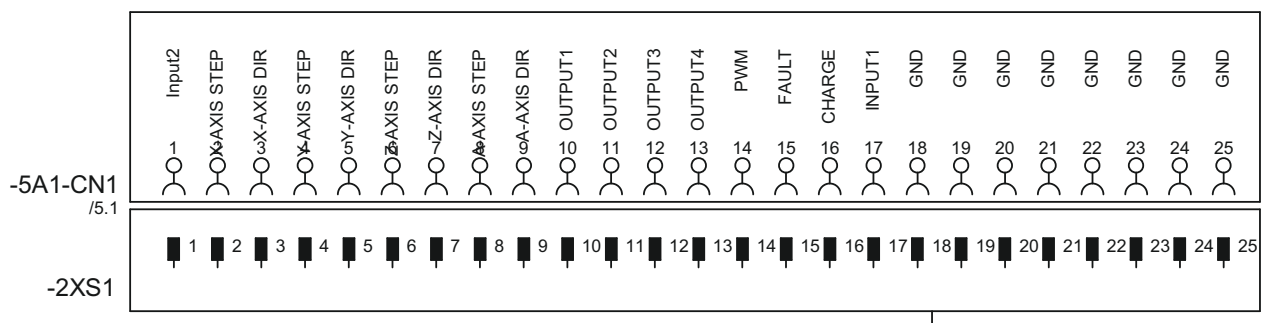 Input2
X-AXIS STEP
X-AXIS DIR
Y-AXIS STEP
Y-AXIS DIR
Z-AXIS STEP
Z-AXIS DIR
A-AXIS STEP
A-AXIS DIR
OUTPUT1
OUTPUT2
OUTPUT3
OUTPUT4
PWM
FAULT
CHARGE
INPUT1
GND
GND
GND
GND
GND
GND
GND
GND
1 2 3 4 5 6 7 8 9 10 11 12 13 14 15 16 17 18 19 20 21 22 23 24 25
-5A1-CN1
/5.1
1 2 3 4 5 6 7 8 9 10 11 12 13 14 15 16 17 18 19 20 21 22 23 24 25
-2XS1